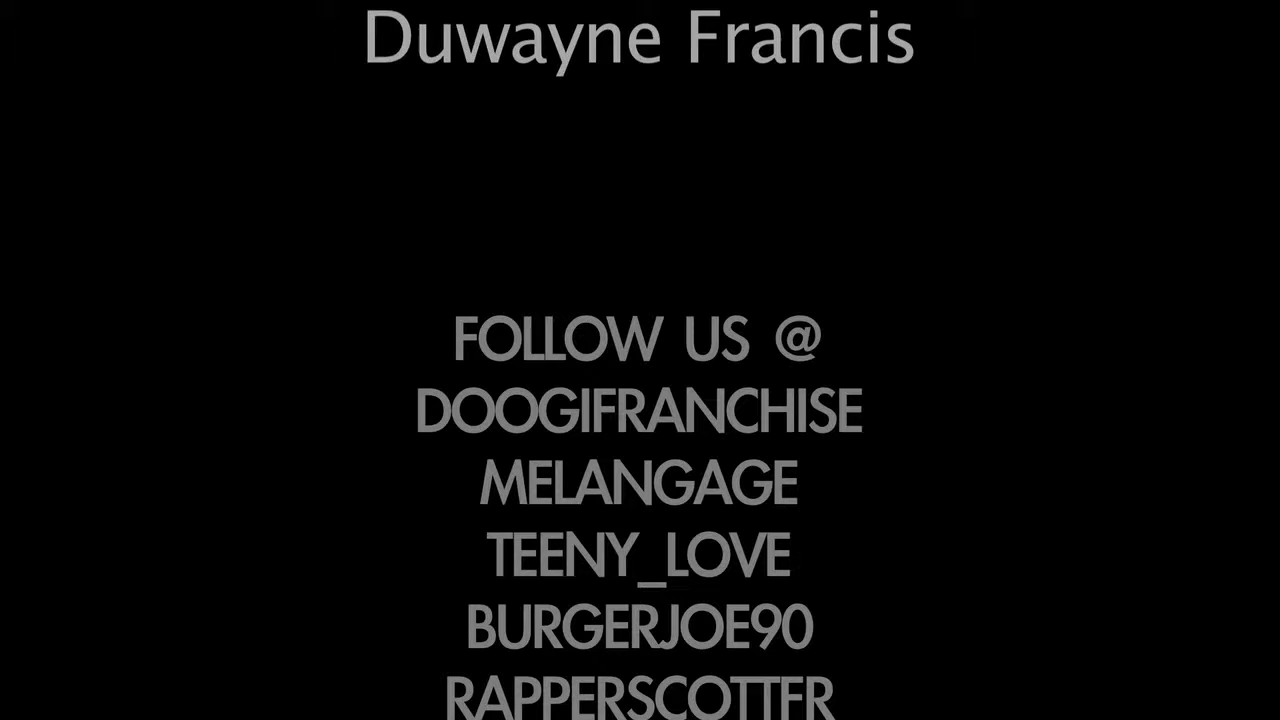 Duwayne Francis
FOLLOW US @
DOOGIFRANCHISE
MELANGAGE
TEENY_LOVE
BURGERJOE90
RAPPERSCOTTFR